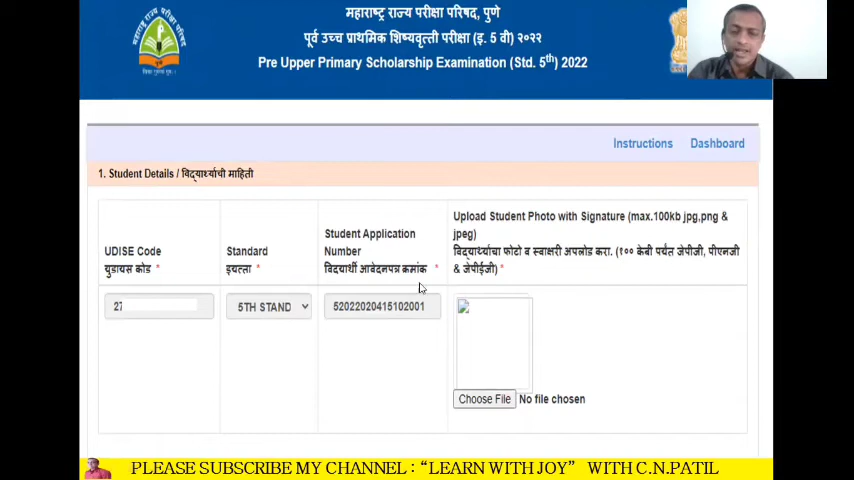 महाराष्ट्र राज्य परीक्षा परिषद, पुणे
पूर्व उच्च प्राथमिक शिष्यवृत्ती परीक्षा (इ. 5 वी) २०२२
Pre Upper Primary Scholarship Examination (Std. 5th) 2022
Instructions Dashboard
1. Student Details / विद्यार्थ्याची माहिती
UDISE Code
युडायस कोड *
Standard
इयत्ता *
Student Application
Number
विद्यार्थी आवेदनपत्र क्रमांक *
Upload Student Photo with Signature (max.100kb jpg,png &
jpeg)
विद्यार्थ्याचा फोटो व स्वाक्षरी अपलोड करा. (१०० केबी पर्यंत जेपीजी, पीएनजी
& जेपीईजी) *
27
5TH STAND
52022020415102001
Choose File No file chosen
PLEASE SUBSCRIBE MY CHANNEL : “LEARN WITH JOY” WITH C.N.PATIL